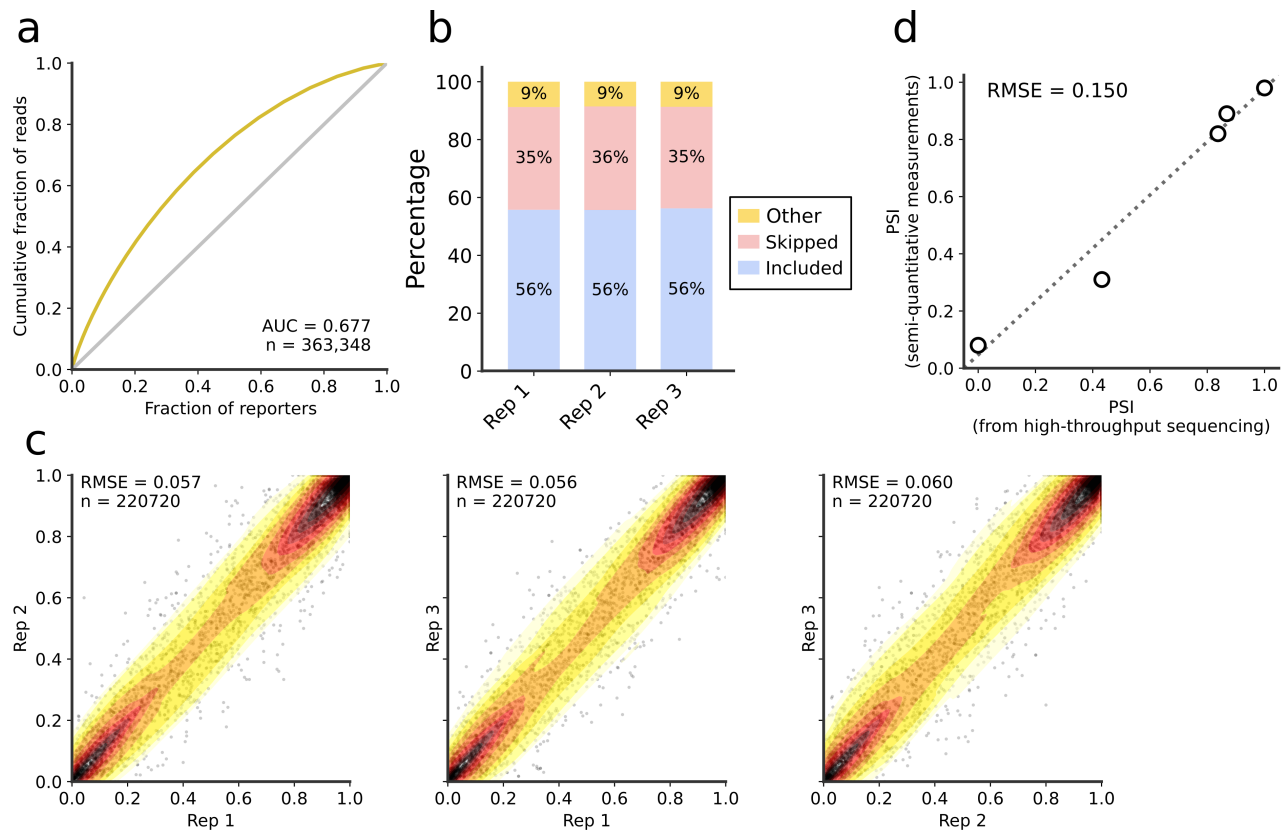 a
1.0
0.8
0.6
0.4
0.2
0.0
Cumulative fraction of reads
AUC = 0.677
n = 363,348
0.0 0.2 0.4 0.6 0.8 1.0
Fraction of reporters
b
100
80
60
40
20
0
Percentage
9% 9% 9%
35% 36% 35%
56% 56% 56%
Rep 1 Rep 2 Rep 3
Other
Skipped
Included
d
1.0
0.8
0.6
0.4
0.2
0.0
PSI
(semi-quantitative measurements)
RMSE = 0.150
0.0 0.2 0.4 0.6 0.8 1.0
PSI
(from high-throughput sequencing)
c
1.0
0.8
0.6
0.4
0.2
0.0
Rep 2
RMSE = 0.057
n = 220720
0.0 0.2 0.4 0.6 0.8 1.0
Rep 1
Rep 3
RMSE = 0.056
n = 220720
0.0 0.2 0.4 0.6 0.8 1.0
Rep 1
Rep 3
RMSE = 0.060
n = 220720
0.0 0.2 0.4 0.6 0.8 1.0
Rep 2